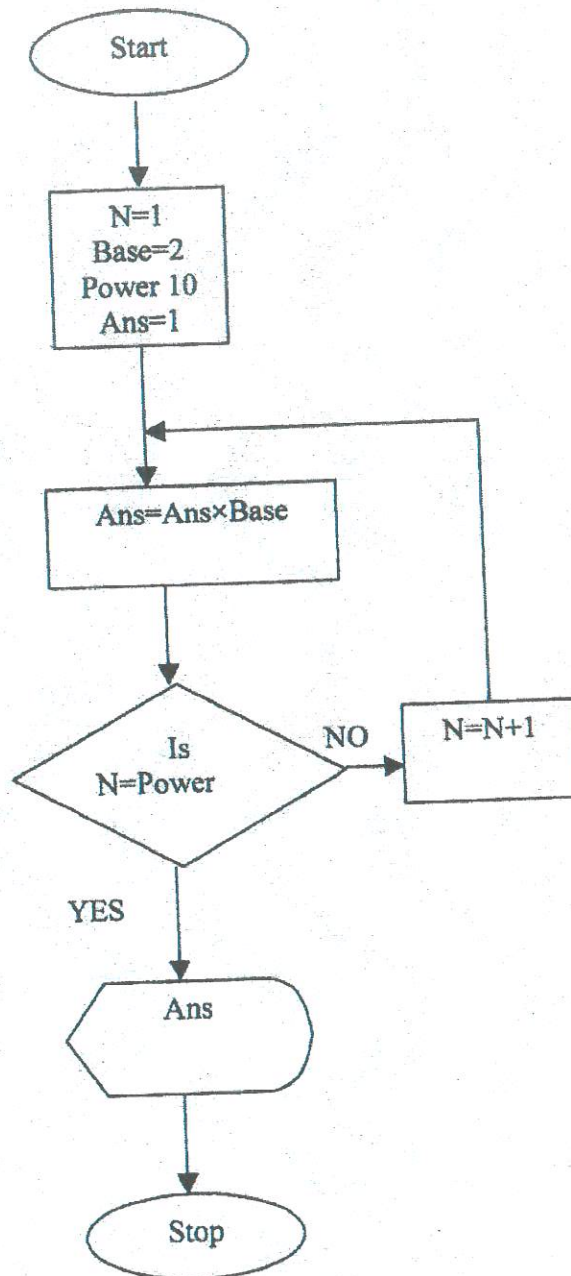 Start
N=1
Base=2
Power 10
Ans=1
Ans=Ans×Base
Is
N=Power
NO
N=N+1
YES
Ans
Stop